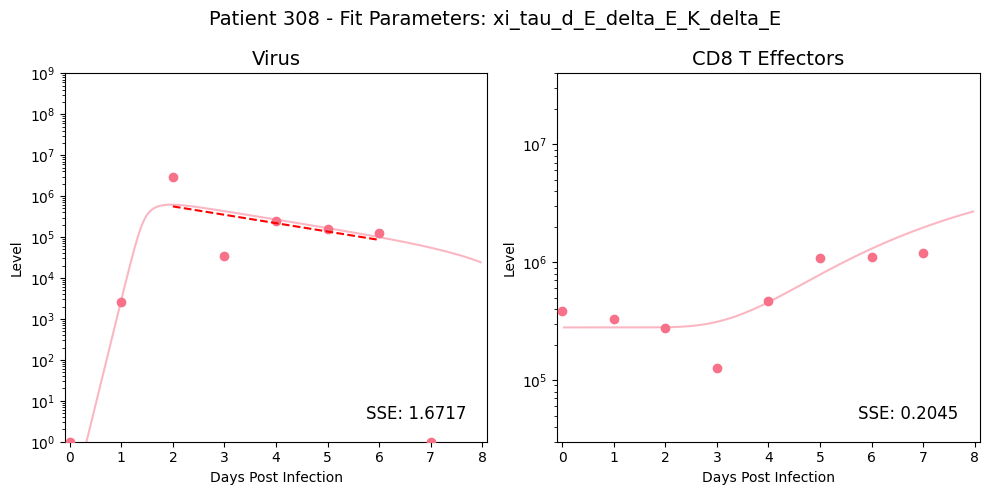 Patient 308 - Fit Parameters: xi_tau_d_E_delta_E_K_delta_E
Virus
Level
10^9
10^8
10^7
10^6
10^5
10^4
10^3
10^2
10^1
10^0
SSE: 1.6717
0 1 2 3 4 5 6 7 8
Days Post Infection
CD8 T Effectors
Level
10^7
10^6
10^5
SSE: 0.2045
0 1 2 3 4 5 6 7 8
Days Post Infection